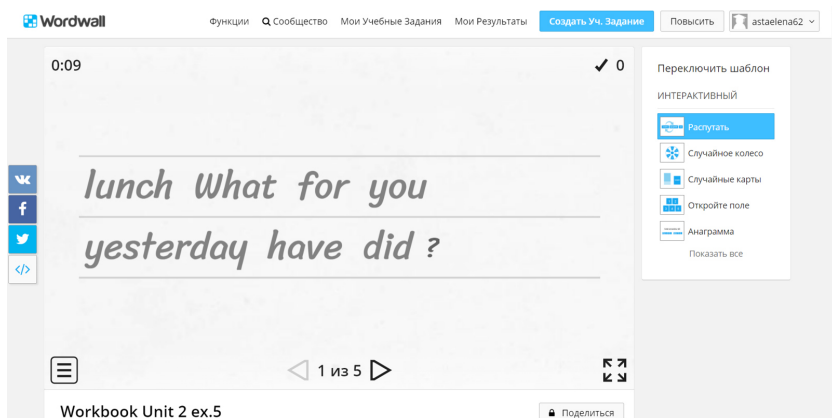 Wordwall
Функции Сообщество Мои Учебные Задания Мои Результаты Создать Уч. Задание Повысить astaelena62
0:09 0
lunch What for you
yesterday have did ?
1 из 5
Workbook Unit 2 ex.5
Поделиться
Переключить шаблон
ИНТЕРАКТИВНЫЙ
Распутать
Случайное колесо
Случайные карты
Откройте поле
Анаграмма
Показать все